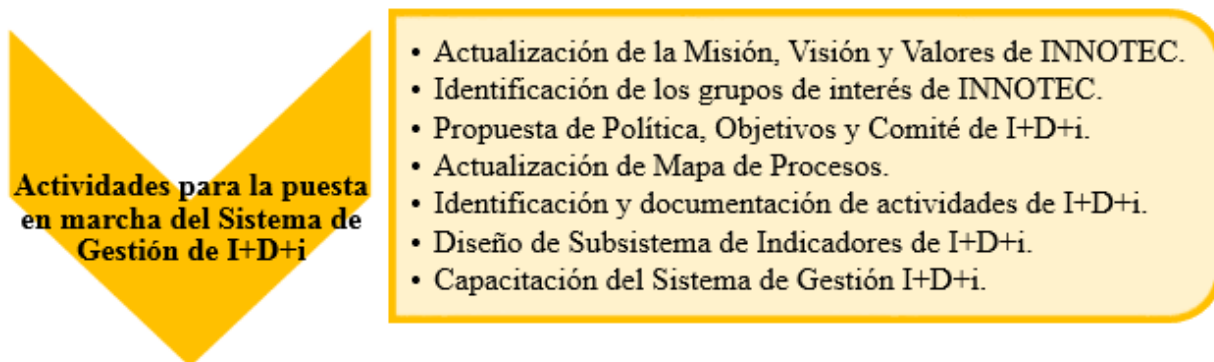 Actividades para la puesta
en marcha del Sistema de
Gestión de I+D+i
• Actualización de la Misión, Visión y Valores de INNOTEC.
• Identificación de los grupos de interés de INNOTEC.
• Propuesta de Política, Objetivos y Comité de I+D+i.
• Actualización de Mapa de Procesos.
• Identificación y documentación de actividades de I+D+i.
• Diseño de Subsistema de Indicadores de I+D+i.
• Capacitación del Sistema de Gestión I+D+i.